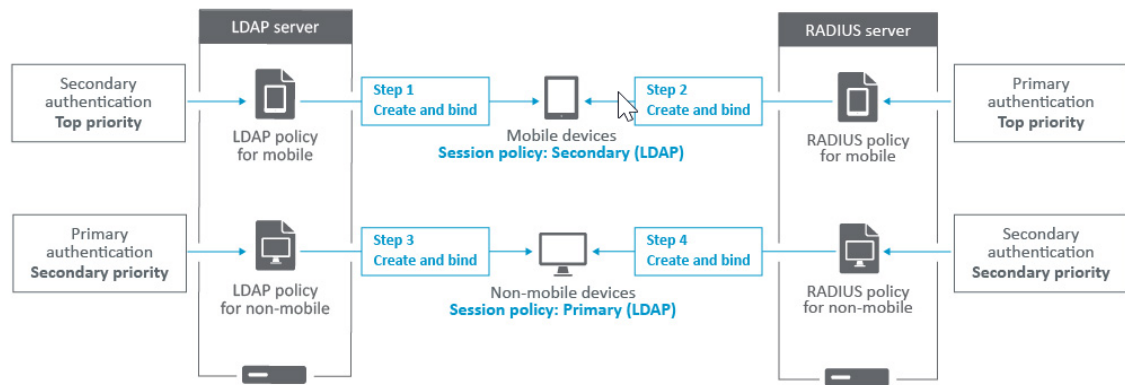 LDAP server
RADIUS server
Secondary
authentication
Top priority
LDAP policy
for mobile
Step 1
Create and bind
Mobile devices
Session policy: Secondary (LDAP)
Step 2
Create and bind
RADIUS policy
for mobile
Primary
authentication
Top priority
Primary
authentication
Secondary priority
LDAP policy
for non-mobile
Step 3
Create and bind
Non-mobile devices
Session policy: Primary (LDAP)
Step 4
Create and bind
RADIUS policy
for non-mobile
Secondary
authentication
Secondary priority